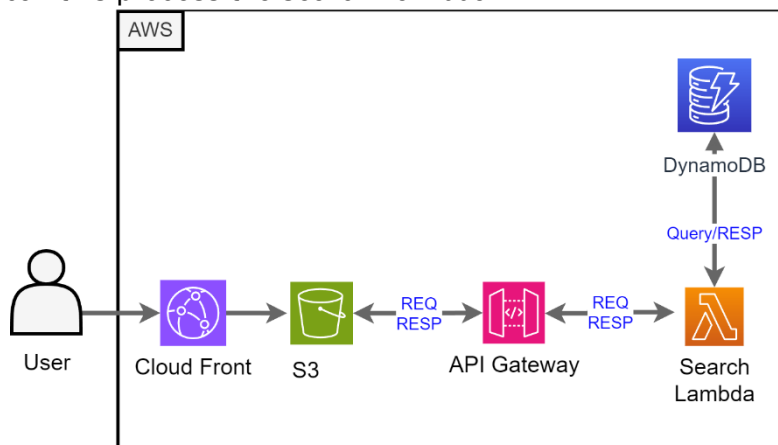 AWS
DynamoDB
Query/RESP
REQ
RESP
REQ
RESP
User
Cloud Front
S3
API Gateway
Search
Lambda